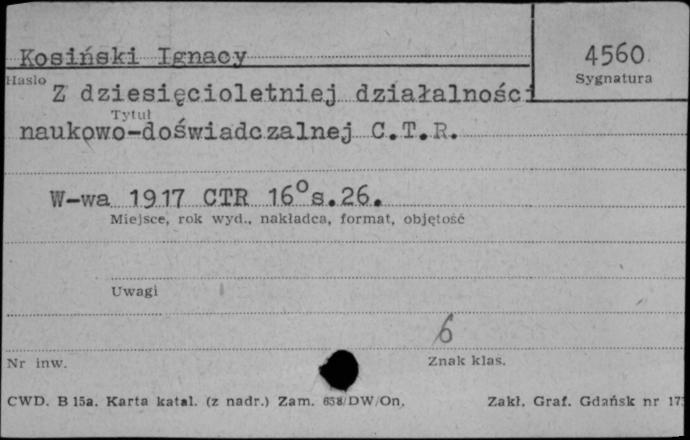 Kosiński Ignacy
4560
Hasło
Sygnatura
Z dziesięcioletniej działalności
Tytuł
naukowo-doświadczalnej C.T.R.
W-wa 1917 CTR 16° s.26.
Miejsce, rok wyd., nakładca, format, objętość
Uwagi
6
Nr inw.
Znak klas.
CWD. B 15a. Karta katal. (z nadr.) Zam. 658/DW/On.
Zakł. Graf. Gdańsk nr